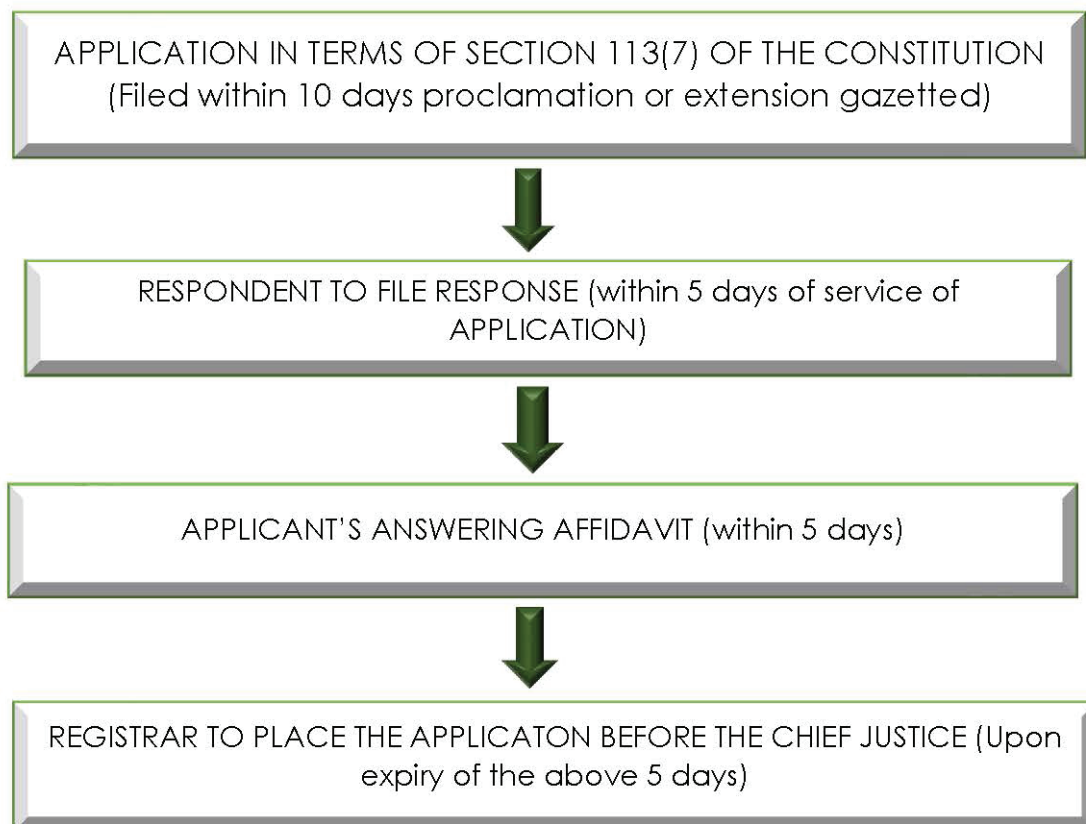 APPLICATION IN TERMS OF SECTION 113(7) OF THE CONSTITUTION
(Filed within 10 days proclamation or extension gazetted)
RESPONDENT TO FILE RESPONSE (within 5 days of service of
APPLICATION)
APPLICANT’S ANSWERING AFFIDAVIT (within 5 days)
REGISTRAR TO PLACE THE APPLICATON BEFORE THE CHIEF JUSTICE (Upon
expiry of the above 5 days)